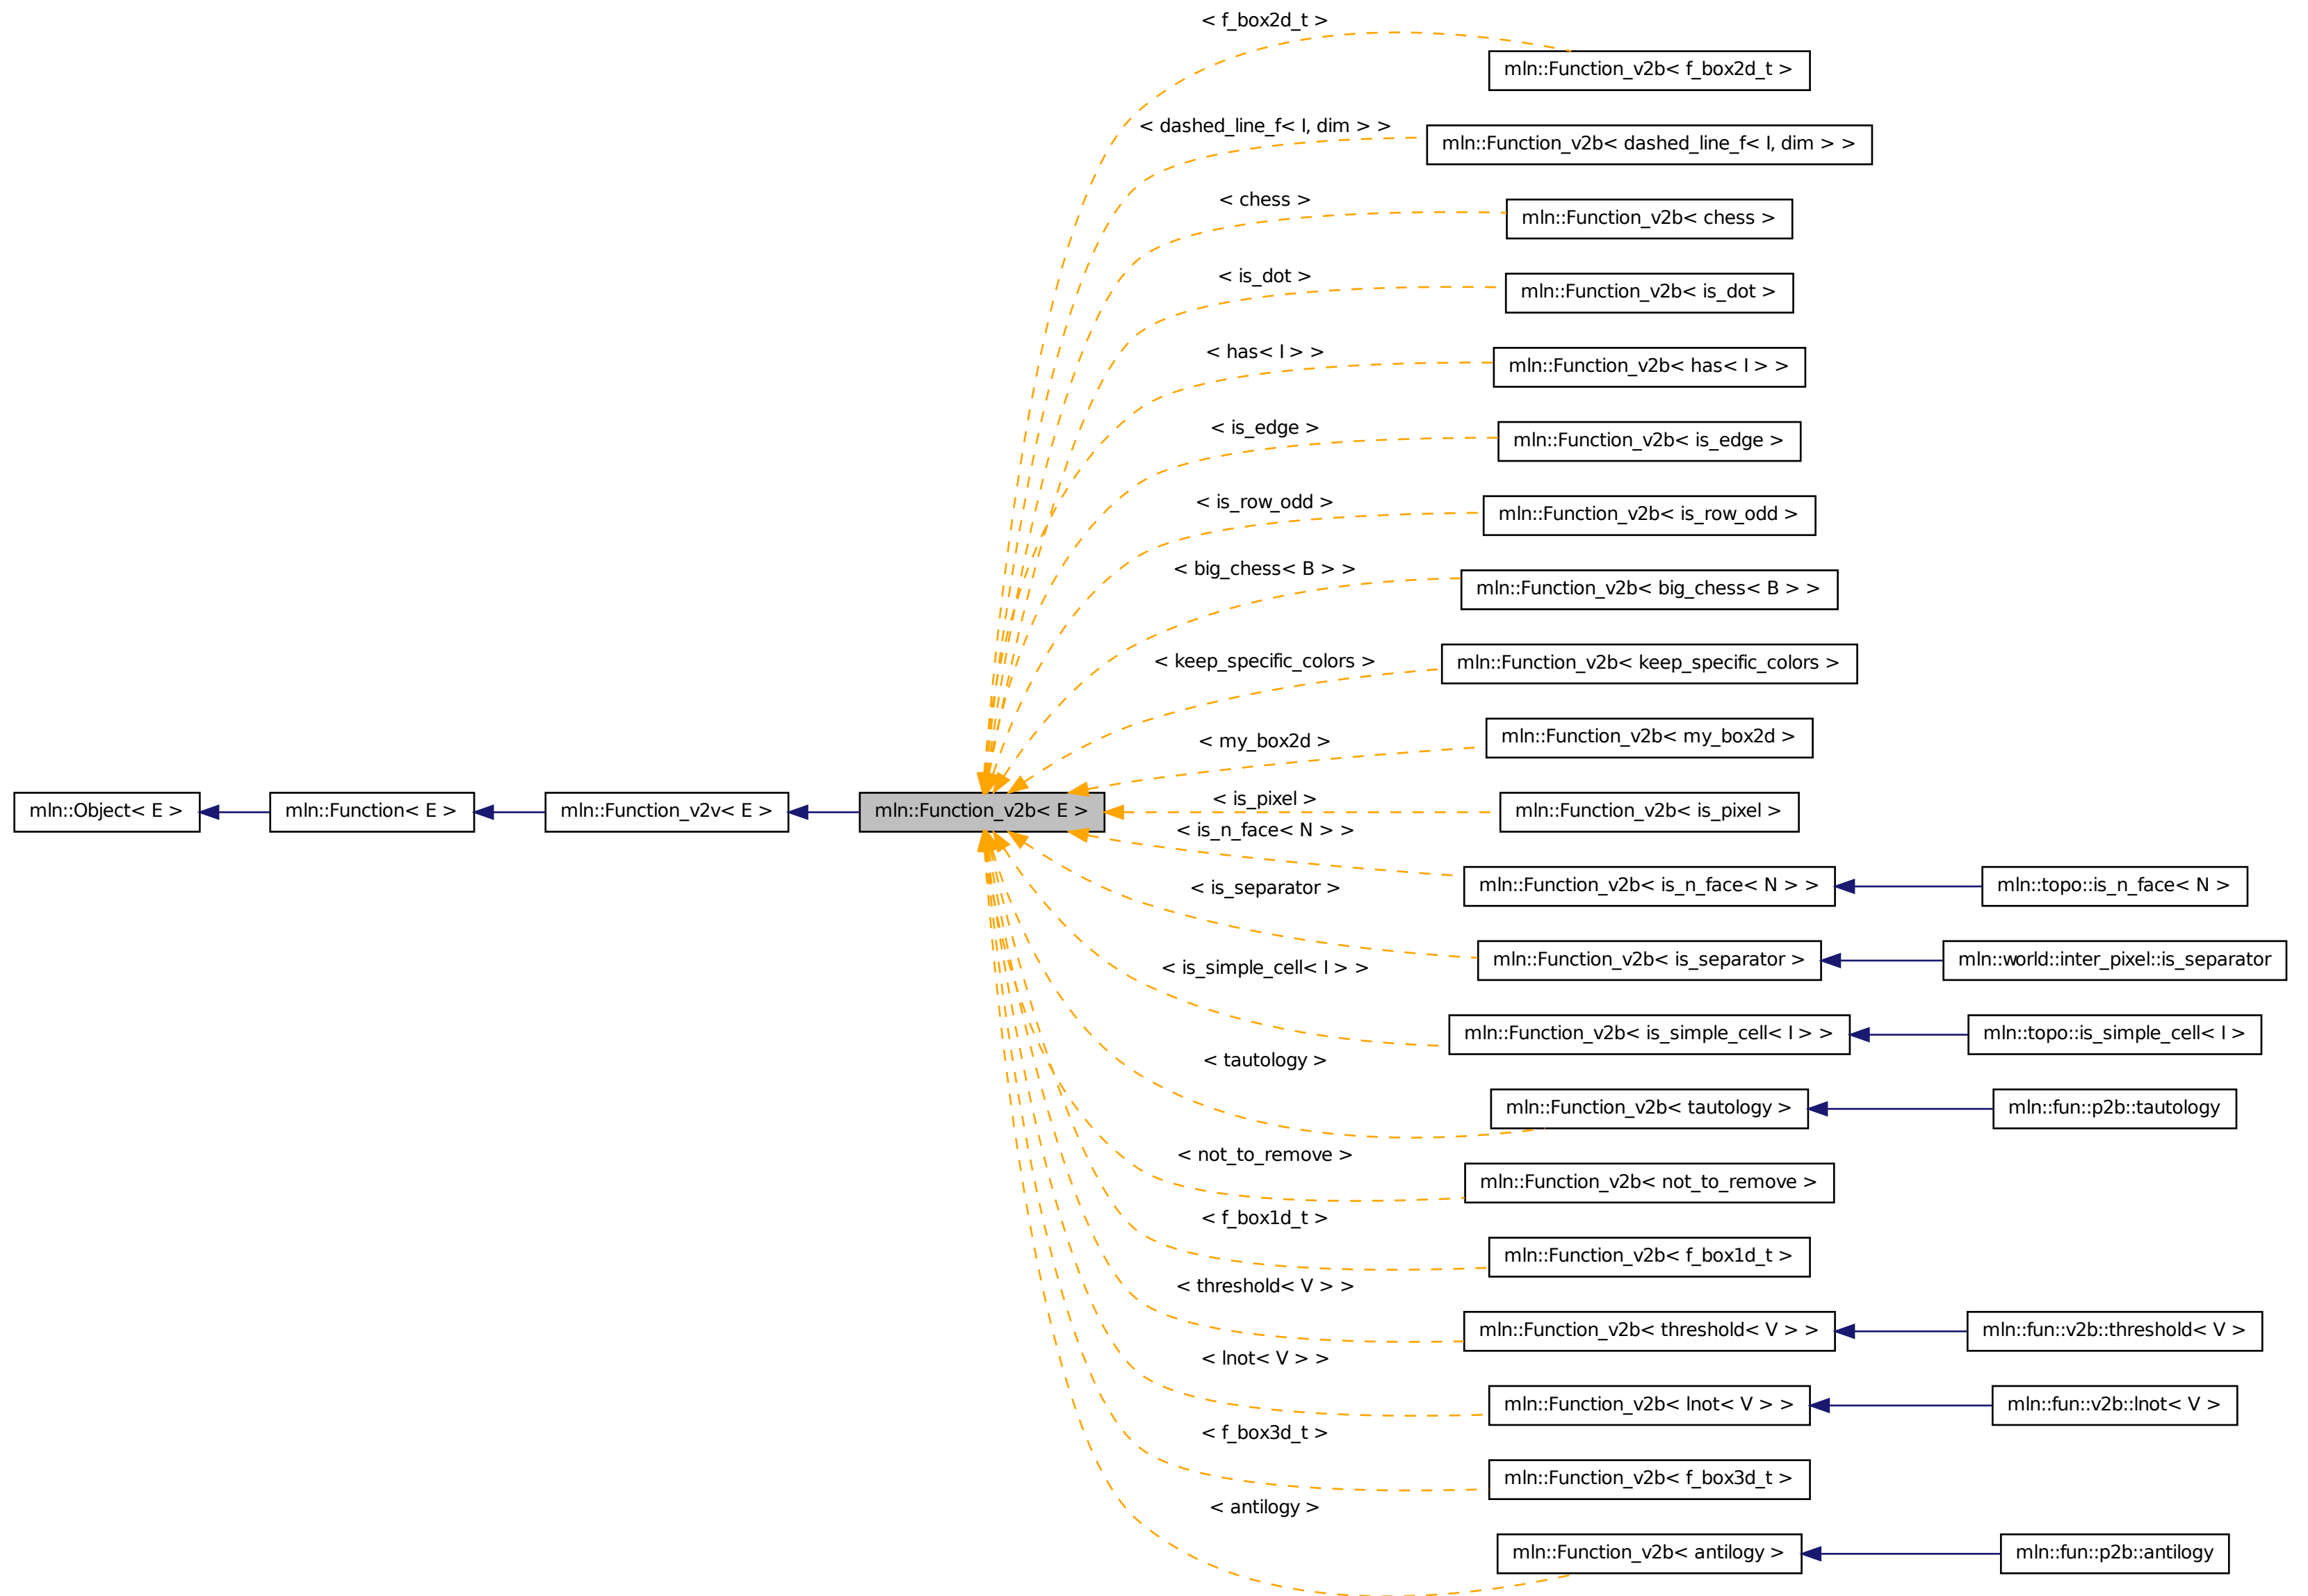 < f_box2d_t >
mln::Function_v2b< f_box2d_t >
< dashed_line_f< I, dim > >
mln::Function_v2b< dashed_line_f< I, dim > >
< chess >
mln::Function_v2b< chess >
< is_dot >
mln::Function_v2b< is_dot >
< has< I > >
mln::Function_v2b< has< I > >
< is_edge >
mln::Function_v2b< is_edge >
< is_row_odd >
mln::Function_v2b< is_row_odd >
< big_chess< B > >
mln::Function_v2b< big_chess< B > >
< keep_specific_colors >
mln::Function_v2b< keep_specific_colors >
< my_box2d >
mln::Function_v2b< my_box2d >
mln::Object< E >
mln::Function< E >
mln::Function_v2v< E >
mln::Function_v2b< E >
< is_pixel >
mln::Function_v2b< is_pixel >
< is_n_face< N > >
mln::Function_v2b< is_n_face< N > >
mln::topo::is_n_face< N >
< is_separator >
mln::Function_v2b< is_separator >
mln::world::inter_pixel::is_separator
< is_simple_cell< I > >
mln::Function_v2b< is_simple_cell< I > >
mln::topo::is_simple_cell< I >
< tautology >
mln::Function_v2b< tautology >
mln::fun::p2b::tautology
< not_to_remove >
mln::Function_v2b< not_to_remove >
< f_box1d_t >
mln::Function_v2b< f_box1d_t >
< threshold< V > >
mln::Function_v2b< threshold< V > >
mln::fun::v2b::threshold< V >
< lnot< V > >
mln::Function_v2b< lnot< V > >
mln::fun::v2b::lnot< V >
< f_box3d_t >
mln::Function_v2b< f_box3d_t >
< antilogy >
mln::Function_v2b< antilogy >
mln::fun::p2b::antilogy